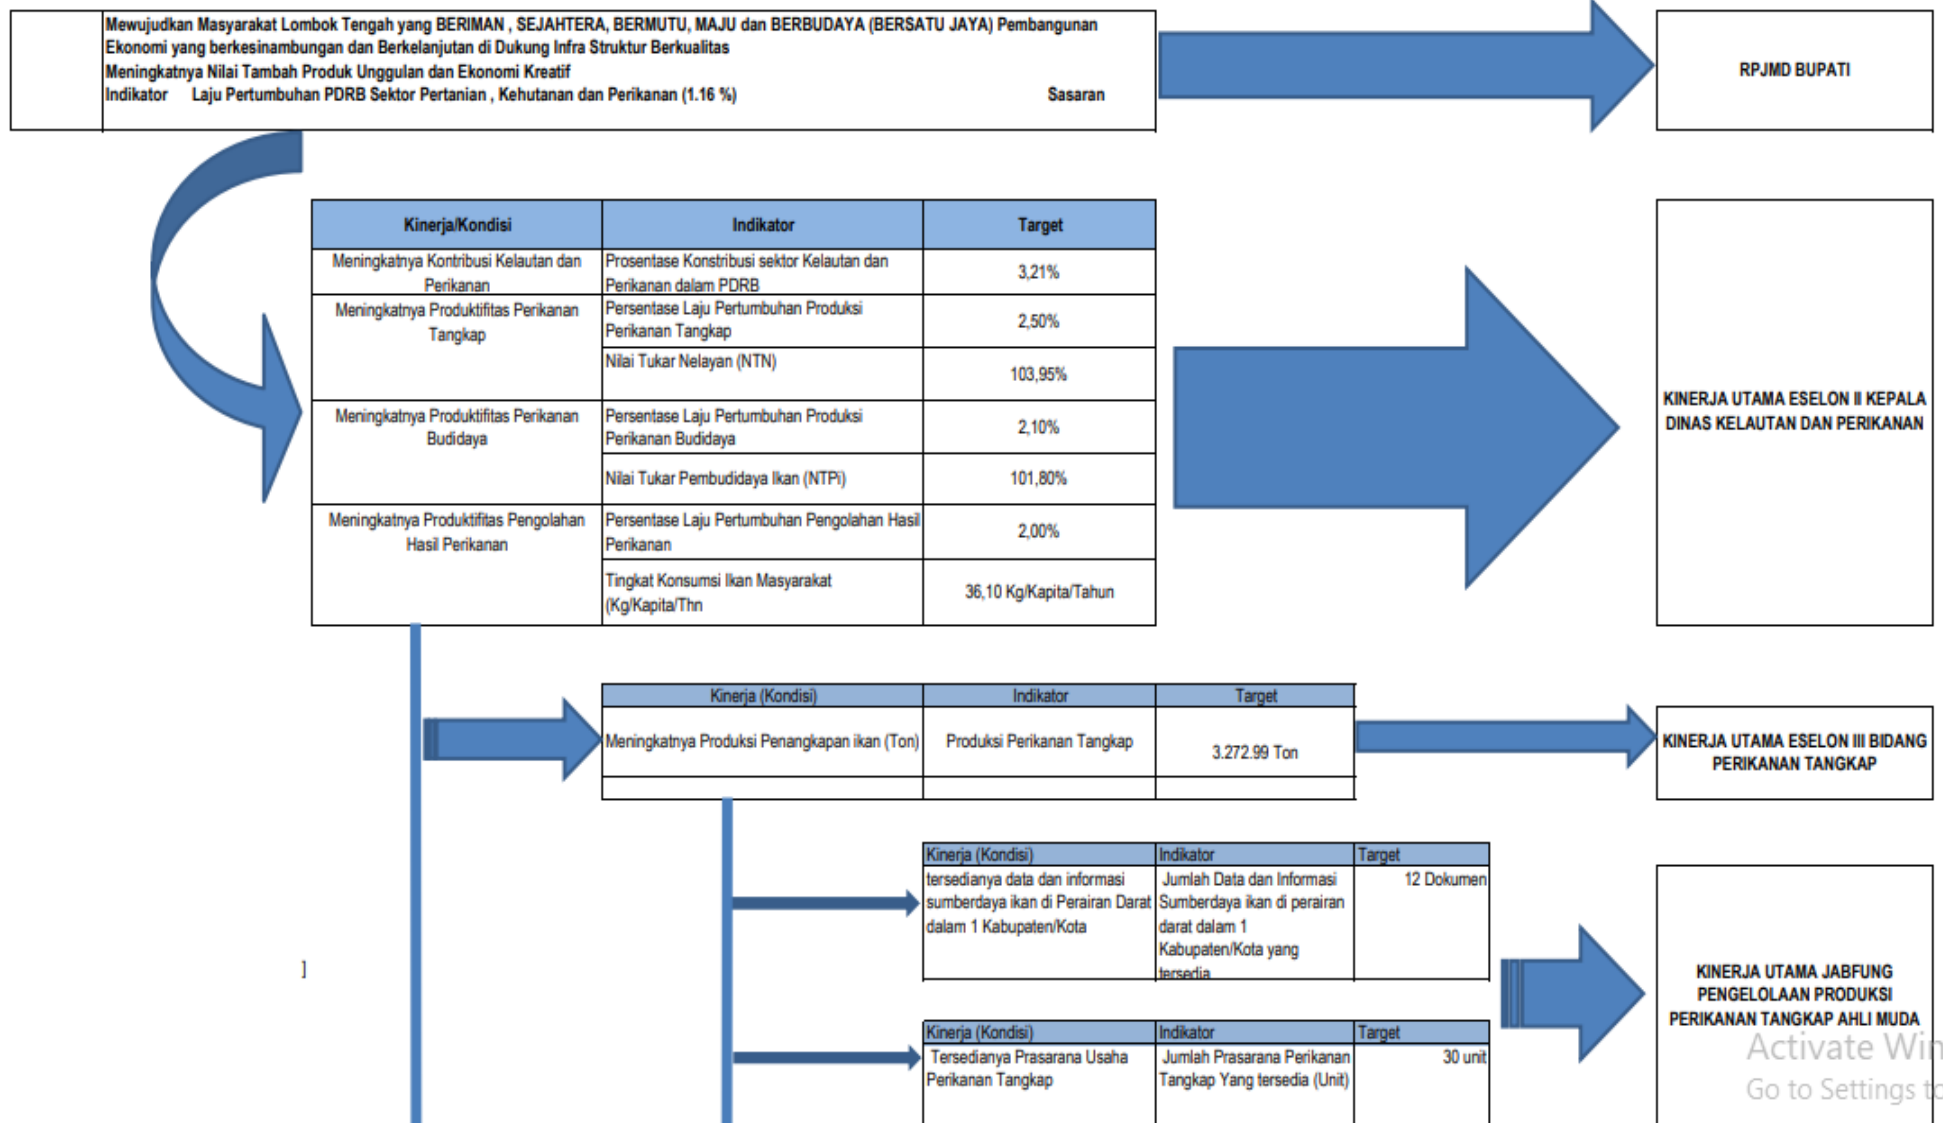 Mewujudkan Masyarakat Lombok Tengah yang BERIMAN , SEJAHTERA, BERMUTU, MAJU dan BERBUDAYA (BERSATU JAYA) Pembangunan
Ekonomi yang berkesinambungan dan Berkelanjutan di Dukung Infra Struktur Berkualitas
Meningkatnya Nilai Tambah Produk Unggulan dan Ekonomi Kreatif
Indikator Laju Pertumbuhan PDRB Sektor Pertanian , Kehutanan dan Perikanan (1.16 %) Sasaran
RPJMD BUPATI
Kinerja/Kondisi Indikator Target
Meningkatnya Kontribusi Kelautan dan
Perikanan
Prosentase Konstribusi sektor Kelautan dan
Perikanan dalam PDRB
3,21%
Meningkatnya Produktifitas Perikanan
Tangkap
Persentase Laju Pertumbuhan Produksi
Perikanan Tangkap
2,50%
Nilai Tukar Nelayan (NTN)
103,95%
Meningkatnya Produktifitas Perikanan
Budidaya
Persentase Laju Pertumbuhan Produksi
Perikanan Budidaya
2,10%
Nilai Tukar Pembudidaya Ikan (NTPi)
101,80%
Meningkatnya Produktifitas Pengolahan
Hasil Perikanan
Persentase Laju Pertumbuhan Pengolahan Hasil
Perikanan
2,00%
Tingkat Konsumsi Ikan Masyarakat
(Kg/Kapita/Thn
36,10 Kg/Kapita/Tahun
KINERJA UTAMA ESELON II KEPALA
DINAS KELAUTAN DAN PERIKANAN
Kinerja (Kondisi) Indikator Target
Meningkatnya Produksi Penangkapan ikan (Ton)
Produksi Perikanan Tangkap
3.272.99 Ton
KINERJA UTAMA ESELON III BIDANG
PERIKANAN TANGKAP
Kinerja (Kondisi) Indikator Target
tersedianya data dan informasi
sumberdaya ikan di Perairan Darat
dalam 1 Kabupaten/Kota
Jumlah Data dan Informasi
Sumberdaya ikan di perairan
darat dalam 1
Kabupaten/Kota yang
tersedia
12 Dokumen
]
Kinerja (Kondisi) Indikator Target
Tersedianya Prasarana Usaha
Perikanan Tangkap
Jumlah Prasarana Perikanan
Tangkap Yang tersedia (Unit)
30 unit
KINERJA UTAMA JABFUNG
PENGELOLAAN PRODUKSI
PERIKANAN TANGKAP AHLI MUDA
Activate Win
Go to Settings to